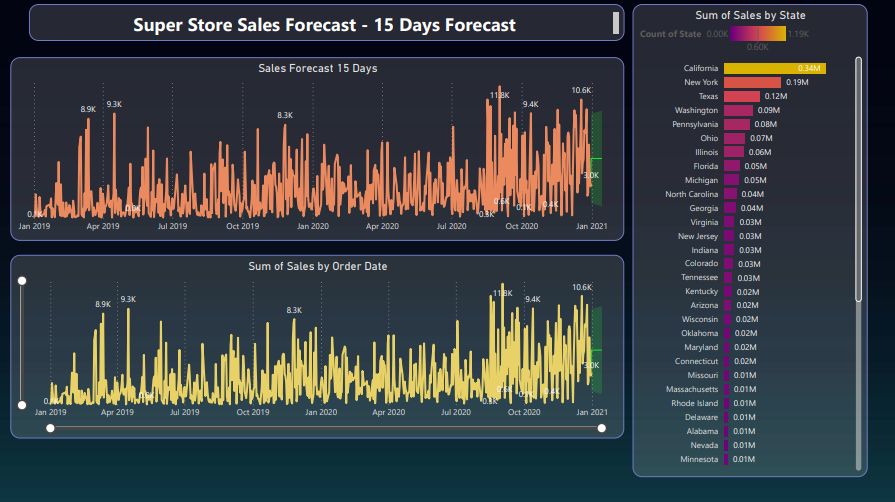 Super Store Sales Forecast - 15 Days Forecast
Sales Forecast 15 Days
8.9K
9.3K
8.3K
11.8K
9.4K
10.6K
3.0K
0.6K
0.4K
0.3K
Jan 2019
Apr 2019
Jul 2019
Oct 2019
Jan 2020
Apr 2020
Jul 2020
Oct 2020
Jan 2021
Sum of Sales by Order Date
8.9K
9.3K
8.3K
11.8K
9.4K
10.6K
3.0K
0.4K
0.3K
Jan 2019
Apr 2019
Jul 2019
Oct 2019
Jan 2020
Apr 2020
Jul 2020
Oct 2020
Jan 2021
Sum of Sales by State
Count of State 0.00K 1.19K
0.60K
California 0.34M
New York 0.19M
Texas 0.12M
Washington 0.09M
Pennsylvania 0.08M
Ohio 0.07M
Illinois 0.06M
Florida 0.05M
Michigan 0.05M
North Carolina 0.04M
Georgia 0.04M
Virginia 0.03M
New Jersey 0.03M
Indiana 0.03M
Colorado 0.03M
Tennessee 0.03M
Kentucky 0.02M
Arizona 0.02M
Wisconsin 0.02M
Oklahoma 0.02M
Maryland 0.02M
Connecticut 0.02M
Missouri 0.01M
Massachusetts 0.01M
Rhode Island 0.01M
Delaware 0.01M
Alabama 0.01M
Nevada 0.01M
Minnesota 0.01M